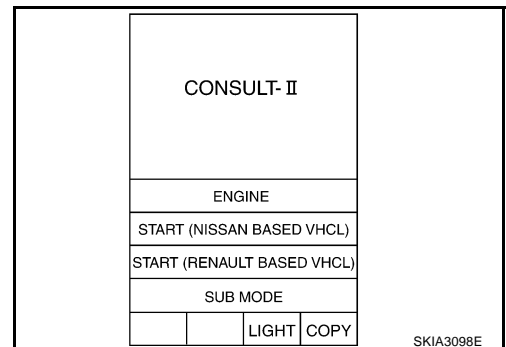 CONSULT-II
ENGINE
START (NISSAN BASED VHCL)
START (RENAULT BASED VHCL)
SUB MODE
LIGHT COPY
SKIA3098E